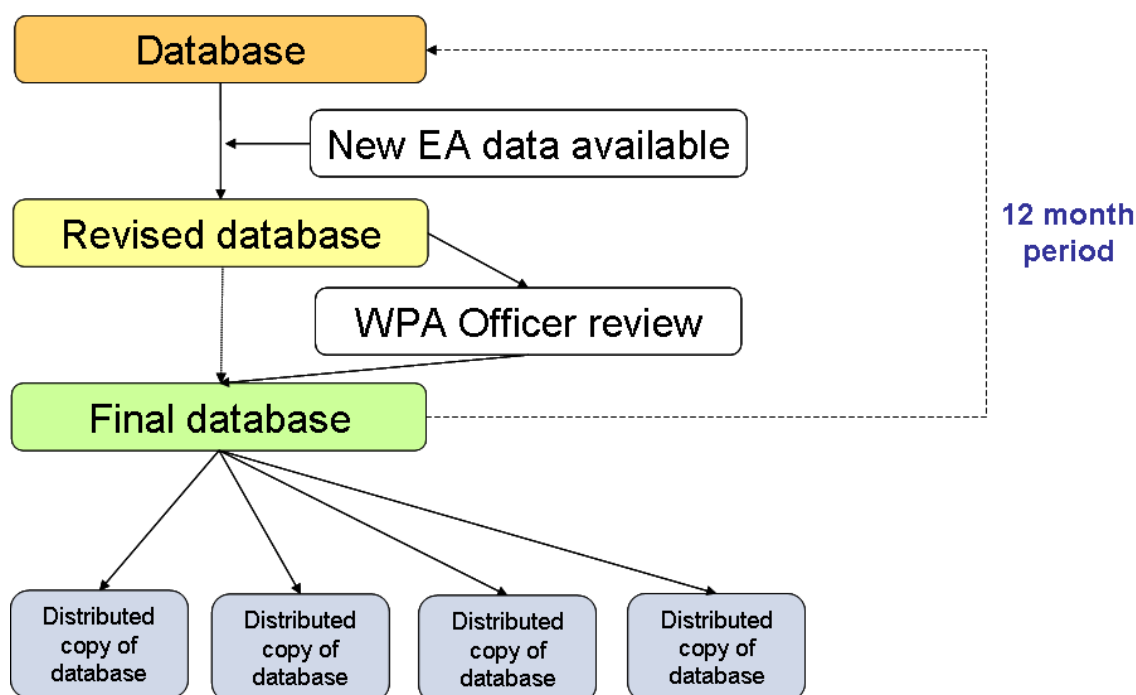 Database
New EA data available
Revised database
12 month
period
WPA Officer review
Final database
Distributed
copy of
database
Distributed
copy of
database
Distributed
copy of
database
Distributed
copy of
database